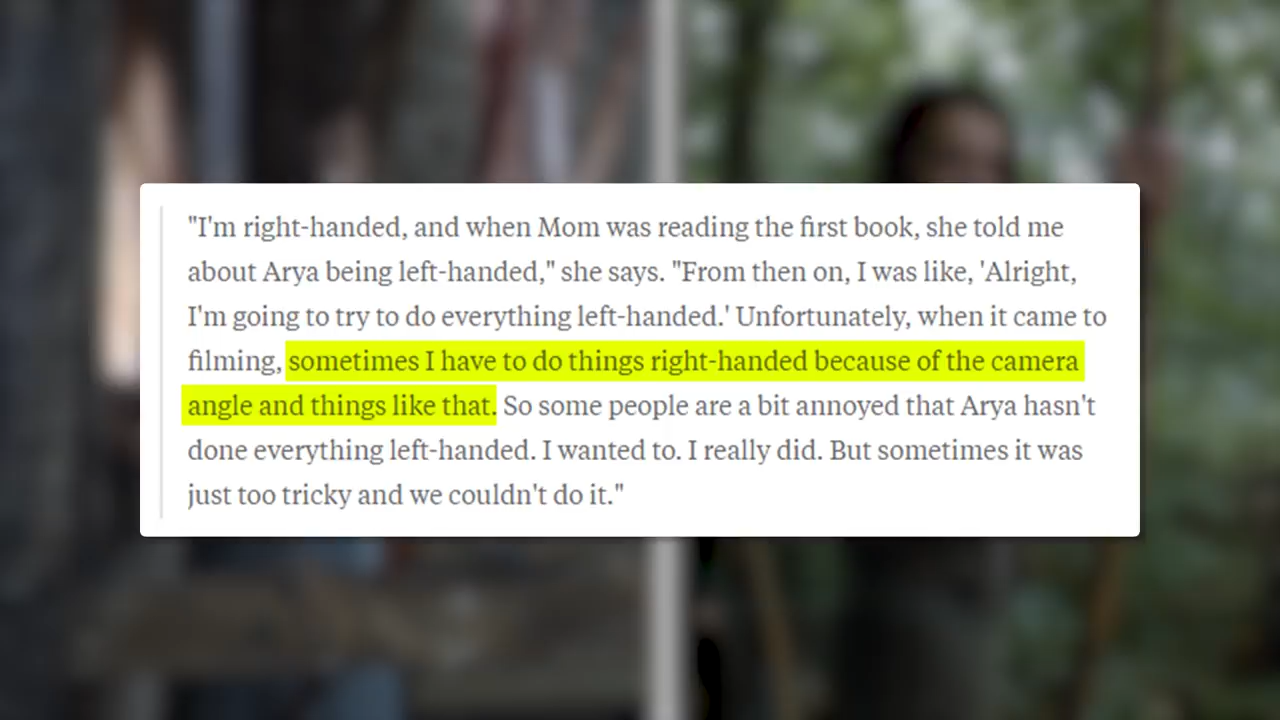 "I'm right-handed, and when Mom was reading the first book, she told me
about Arya being left-handed," she says. "From then on, I was like, 'Alright,
I'm going to try to do everything left-handed.' Unfortunately, when it came to
filming, sometimes I have to do things right-handed because of the camera
angle and things like that. So some people are a bit annoyed that Arya hasn't
done everything left-handed. I wanted to. I really did. But sometimes it was
just too tricky and we couldn't do it."